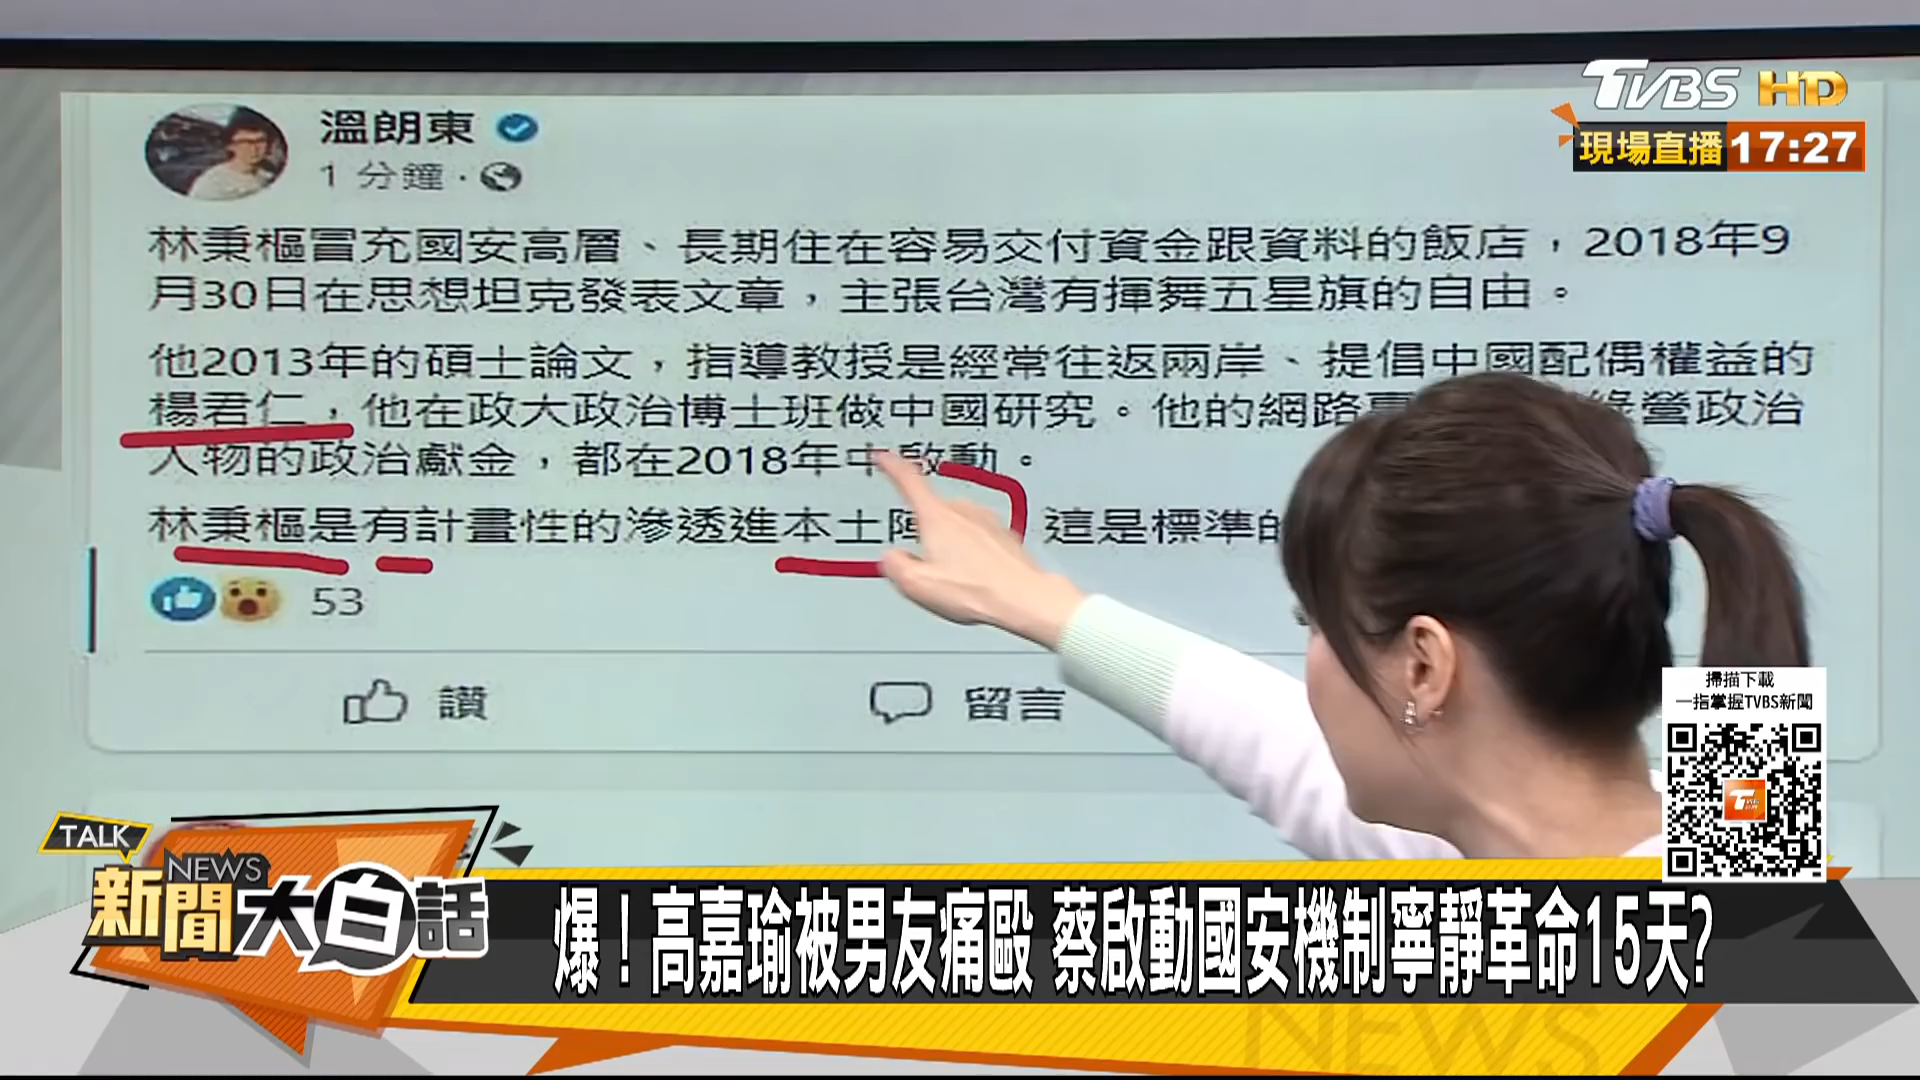 TVBS HD
現場直播 17:27
溫朗東
1 分鐘 ·
林秉樞冒充國安高層、長期住在容易交付資金跟資料的飯店，2018年9
月30日在思想坦克發表文章，主張台灣有揮舞五星旗的自由。
他2013年的碩士論文，指導教授是經常往返兩岸、提倡中國配偶權益的
楊君仁，他在政大政治博士班做中國研究。他的網路 綠營政治
人物的政治獻金，都在2018年中啟動。
林秉樞是有計畫性的滲透進本土陣 這是標準的
53
讚
留言
掃描下載
一指掌握TVBS新聞
TALK
NEWS
新聞大白話
爆！高嘉瑜被男友痛毆 蔡啟動國安機制寧靜革命15天?
NEWS